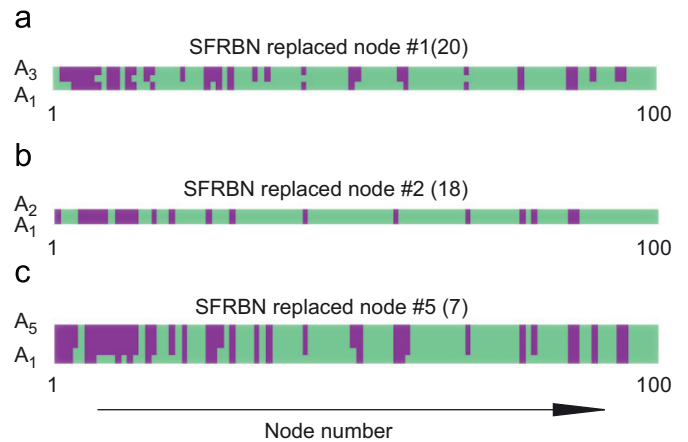 a
SFRBN replaced node #1(20)
A3
A1
1 100
b
SFRBN replaced node #2 (18)
A2
A1
1 100
c
SFRBN replaced node #5 (7)
A5
A1
1 100
Node number